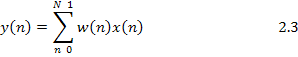 y(n) = ∑_{n 0}^{N 1} w(n)x(n) 2.3